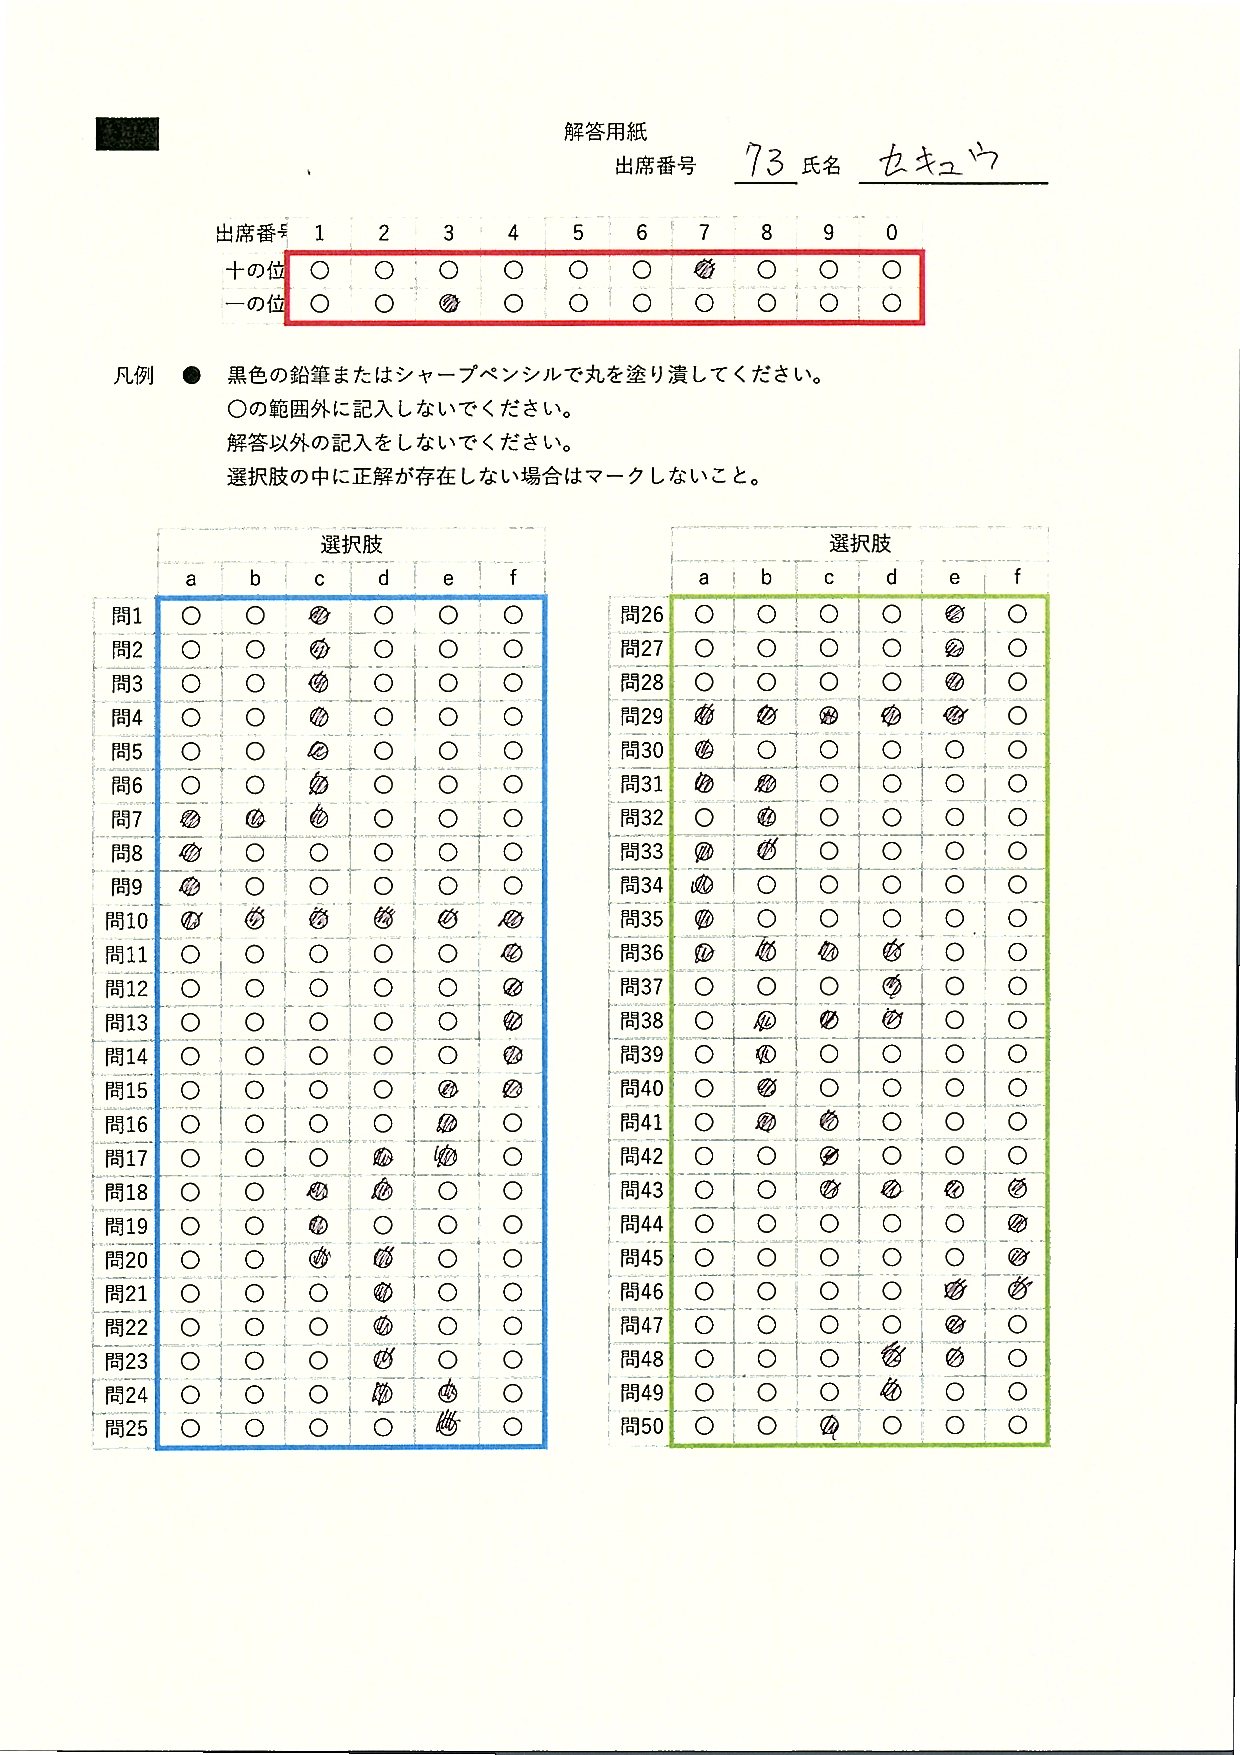 解答用紙
出席番号 73 氏名 セキュウ
出席番号 1 2 3 4 5 6 7 8 9 0
十の位
一の位
凡例 ● 黒色の鉛筆またはシャープペンシルで丸を塗り潰してください。
〇の範囲外に記入しないでください。
解答以外の記入をしないでください。
選択肢の中に正解が存在しない場合はマークしないこと。
選択肢
a b c d e f
問1
問2
問3
問4
問5
問6
問7
問8
問9
問10
問11
問12
問13
問14
問15
問16
問17
問18
問19
問20
問21
問22
問23
問24
問25
選択肢
a b c d e f
問26
問27
問28
問29
問30
問31
問32
問33
問34
問35
問36
問37
問38
問39
問40
問41
問42
問43
問44
問45
問46
問47
問48
問49
問50